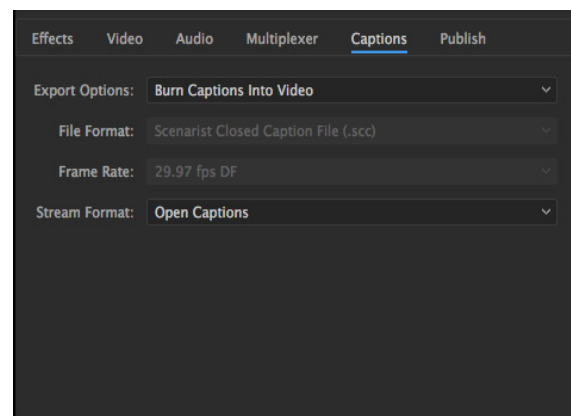 Effects Video Audio Multiplexer Captions Publish
Export Options: Burn Captions Into Video
File Format: Scenarist Closed Caption File (.scc)
Frame Rate: 29.97 fps DF
Stream Format: Open Captions